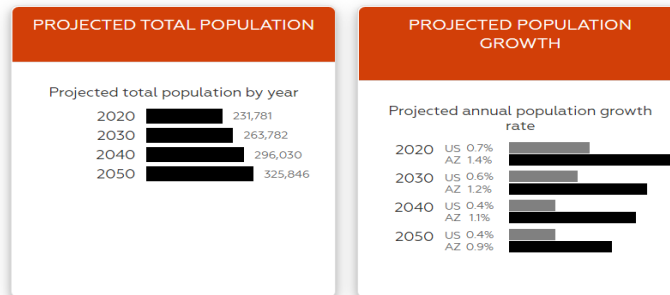 PROJECTED TOTAL POPULATION
Projected total population by year
2020 231,781
2030 263,782
2040 296,030
2050 325,846
PROJECTED POPULATION
GROWTH
Projected annual population growth
rate
2020 US 0.7%
AZ 1.4%
2030 US 0.6%
AZ 1.2%
2040 US 0.4%
AZ 1.1%
2050 US 0.4%
AZ 0.9%